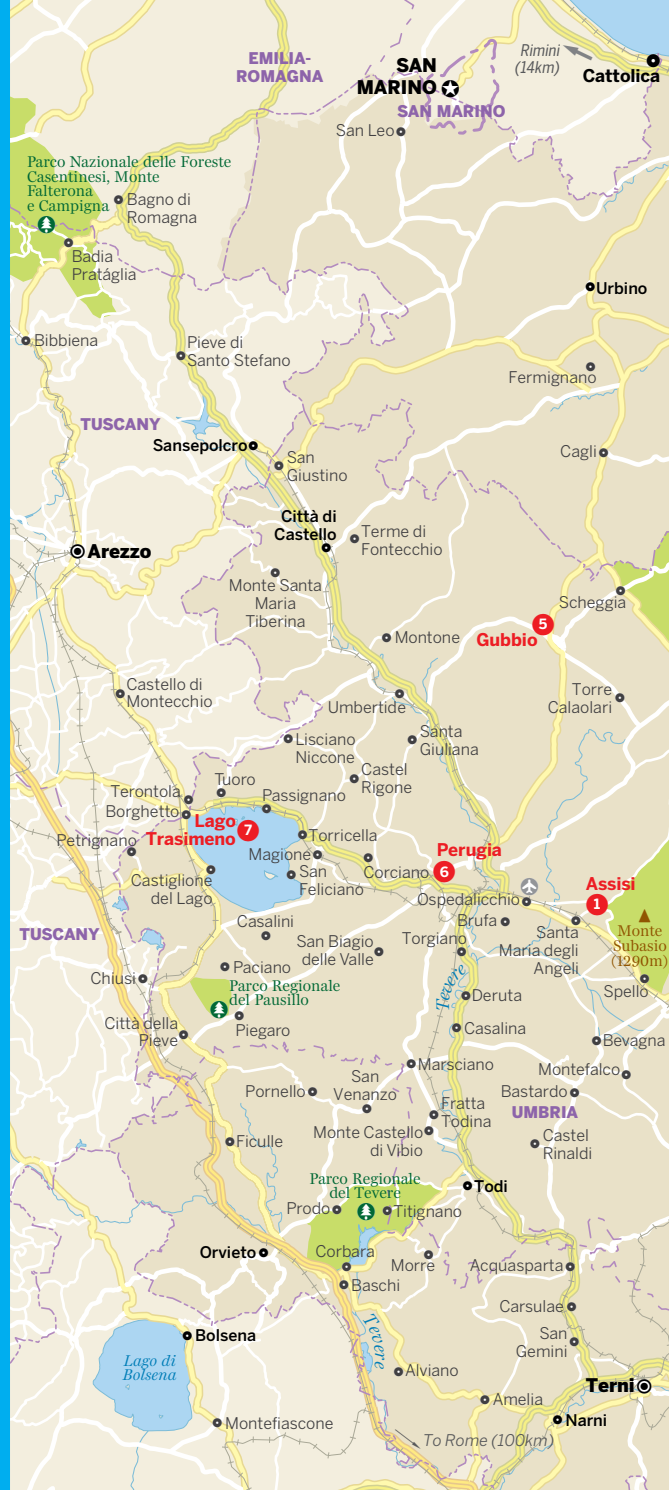 EMILIA-
ROMAGNA
SAN
MARINO
SAN MARINO
Rimini
(14km)
Cattolica
San Leo
Parco Nazionale delle Foreste
Casentinesi, Monte
Falterona
e Campigna
Bagno di
Romagna
Badia
Pratáglia
Urbino
Bibbiena
Pieve di
Santo Stefano
Fermignano
TUSCANY
Sansepolcro
San
Giustino
Cagli
Città di
Castello
Terme di
Fontecchio
Arezzo
Monte Santa
Maria
Tiberina
Scheggia
5
Gubbio
Montone
Castello di
Montecchio
Umbertide
Torre
Calaolari
Lisciano
Niccone
Santa
Giuliana
Castel
Rigone
Tuoro
Terontola
Borghetto
Passignano
Lago
Trasimeno
7
Petrignano
Torricella
Magione
Perugia
6
Corciano
San
Feliciano
Castiglione
del Lago
Assisi
1
Ospedalicchio
Brufa
Santa
Maria degli
Angeli
Monte
Subasio
(1290m)
TUSCANY
Casalini
San Biagio
delle Valle
Torgiano
Paciano
Chiusi
Parco Regionale
del Pausillo
Tevere
Deruta
Spello
Città della
Pieve
Piegaro
Casalina
Bevagna
Marsciano
Montefalco
San
Venanzo
Pornello
Bastardo
UMBRIA
Fratta
Todina
Monte Castello
di Vibio
Ficulle
Castel
Rinaldi
Parco Regionale
del Tevere
Todi
Prodo
Titignano
Orvieto
Corbara
Morre
Acquasparta
Baschi
Carsulae
Bolsena
Tevere
San
Gemini
Lago di
Bolsena
Alviano
Terni
Amelia
Narni
Montefiascone
To Rome (100km)